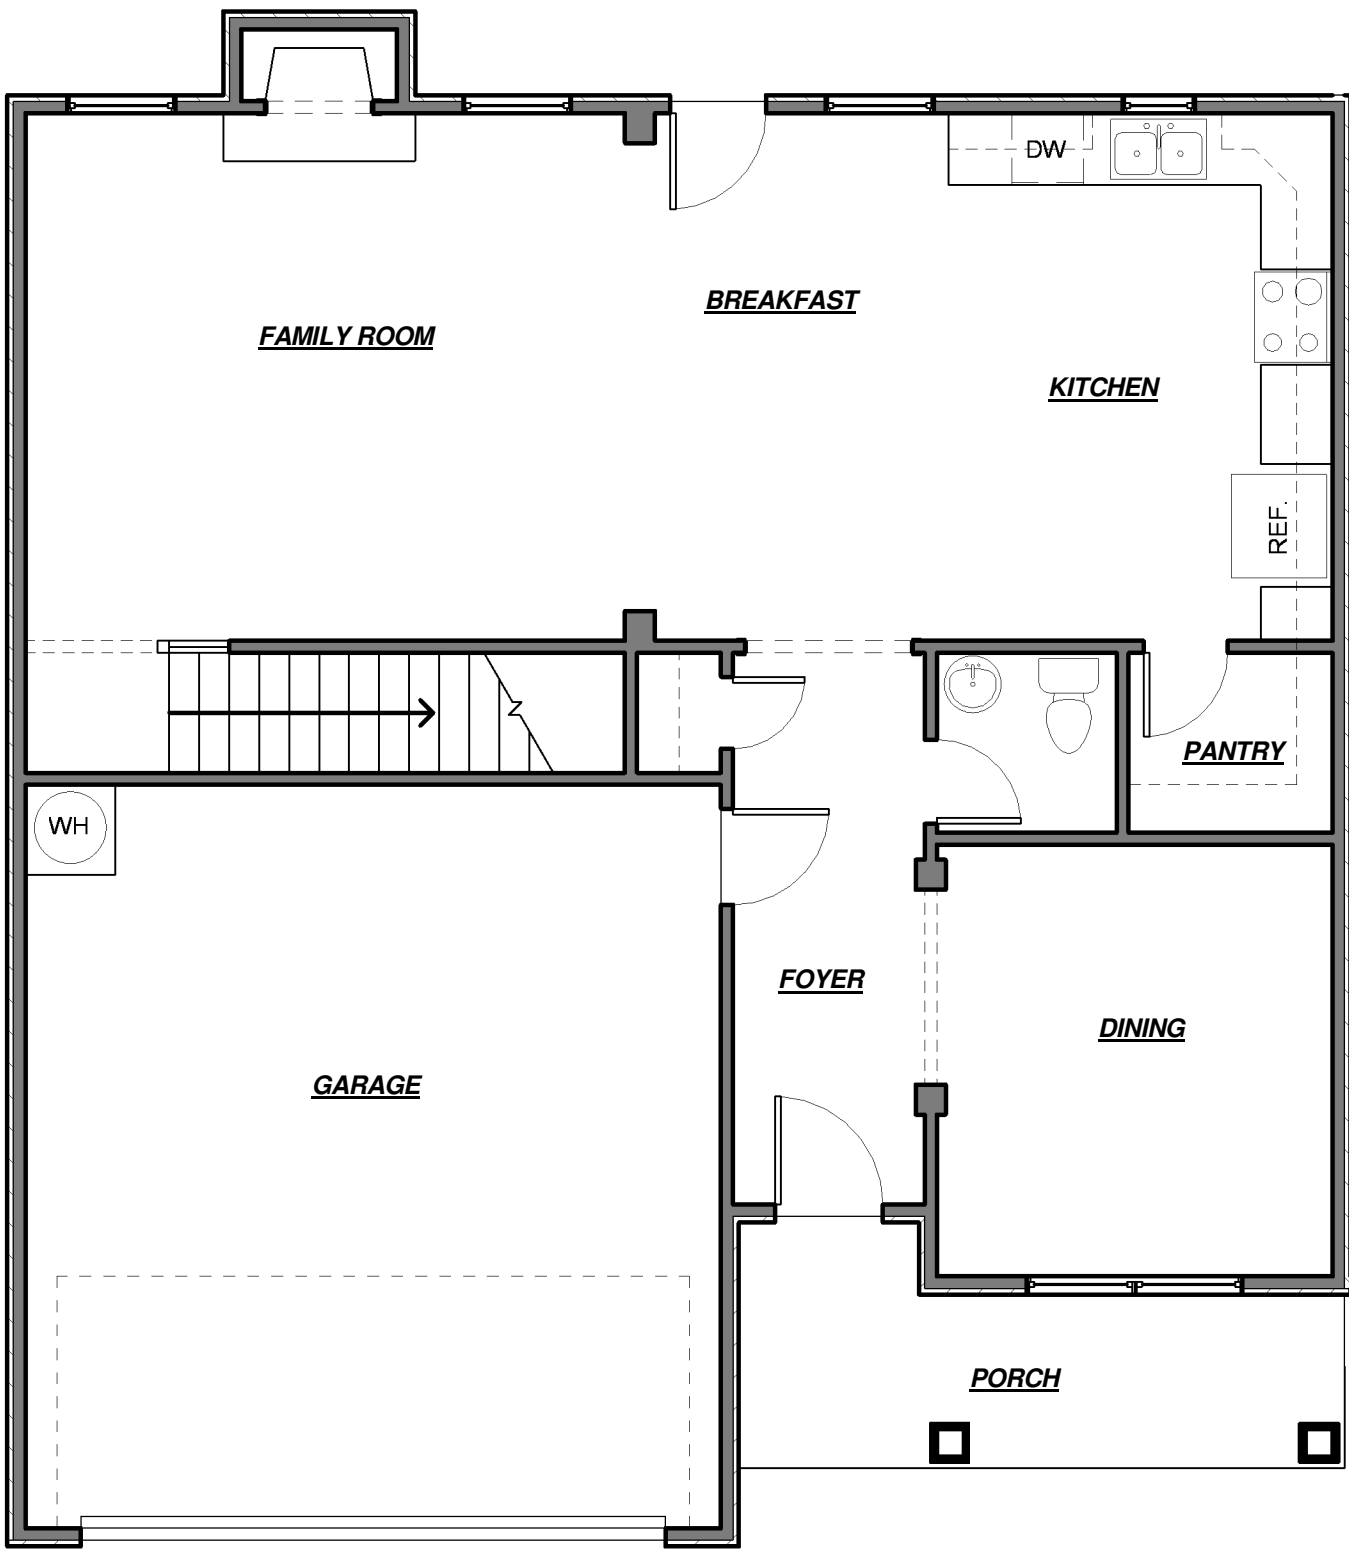 DW
BREAKFAST
FAMILY ROOM
KITCHEN
REF.
PANTRY
WH
FOYER
DINING
GARAGE
PORCH